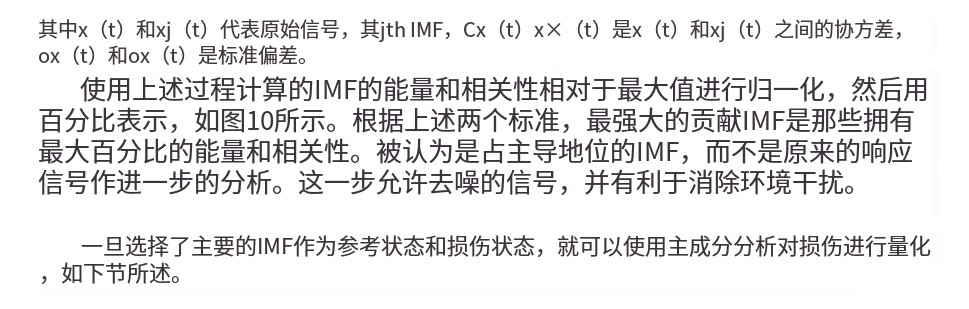 其中x（t）和xj（t）代表原始信号，其jth IMF，Cx（t）x×（t）是x（t）和xj（t）之间的协方差，
ox（t）和ox（t）是标准偏差。
使用上述过程计算的IMF的能量和相关性相对于最大值进行归一化，然后用
百分比表示，如图10所示。根据上述两个标准，最强大的贡献IMF是那些拥有
最大百分比的能量和相关性。被认为是占主导地位的IMF，而不是原来的响应
信号作进一步的分析。这一步允许去噪的信号，并有利于消除环境干扰。
一旦选择了主要的IMF作为参考状态和损伤状态，就可以使用主成分分析对损伤进行量化
，如下节所述。